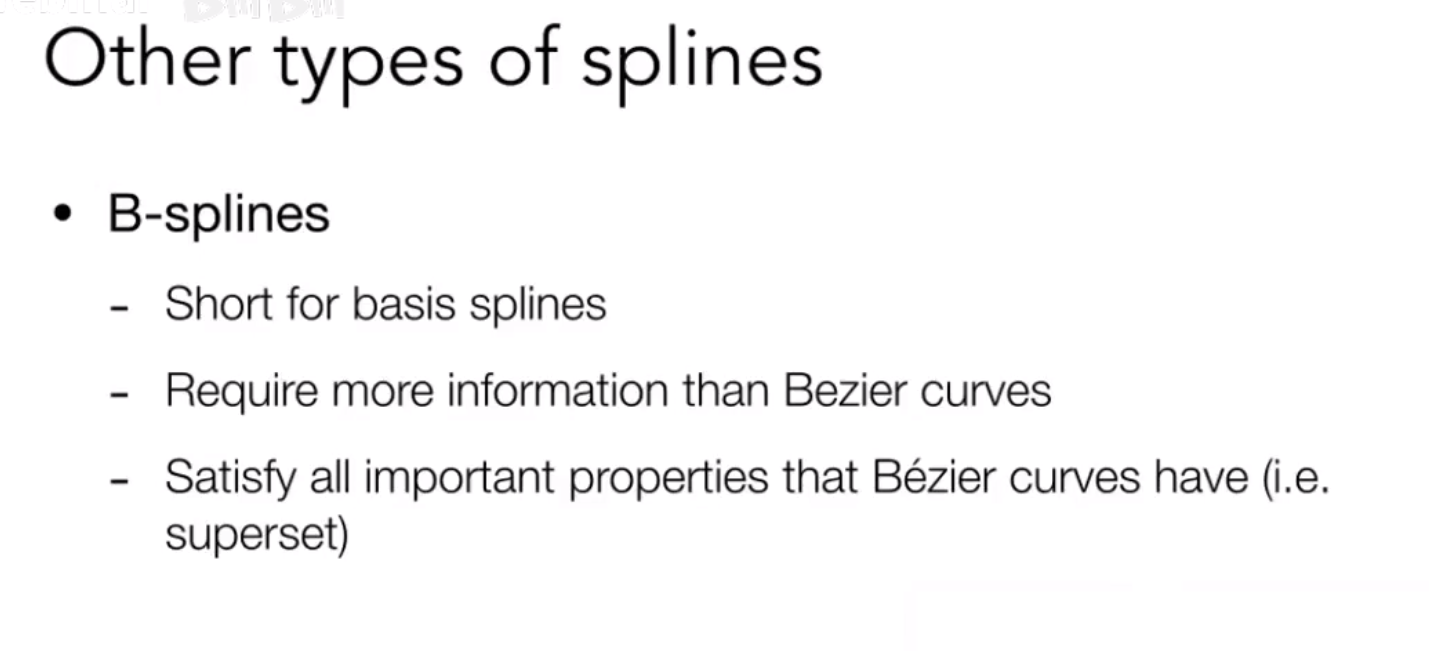 Other types of splines
• B-splines
- Short for basis splines
- Require more information than Bezier curves
- Satisfy all important properties that Bézier curves have (i.e.
superset)